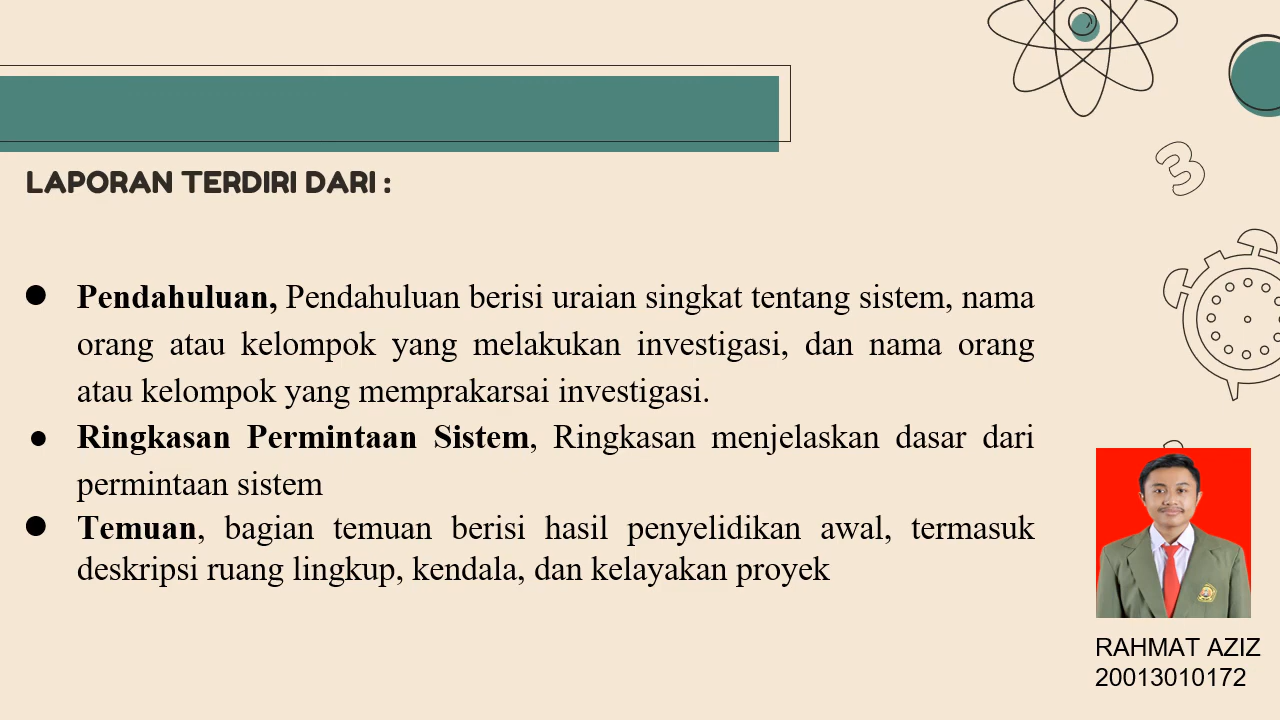 LAPORAN TERDIRI DARI :
● Pendahuluan, Pendahuluan berisi uraian singkat tentang sistem, nama
orang atau kelompok yang melakukan investigasi, dan nama orang
atau kelompok yang memprakarsai investigasi.
● Ringkasan Permintaan Sistem, Ringkasan menjelaskan dasar dari
permintaan sistem
● Temuan, bagian temuan berisi hasil penyelidikan awal, termasuk
deskripsi ruang lingkup, kendala, dan kelayakan proyek
3
RAHMAT AZIZ
20013010172